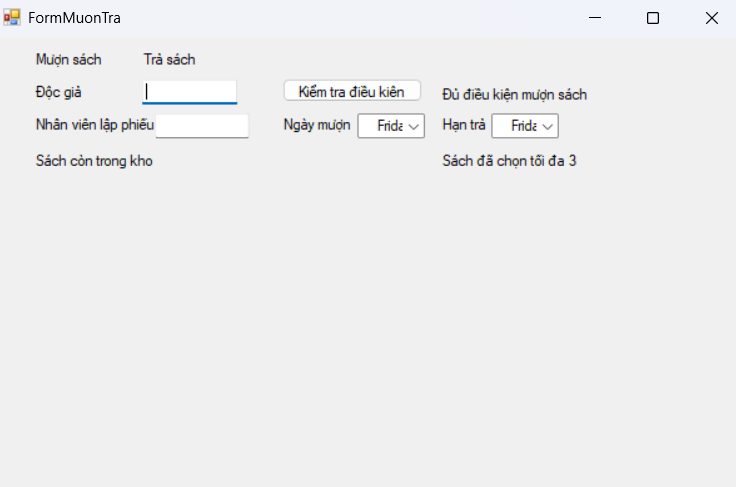 FormMuonTra
Mượn sách Trả sách
Độc giả Kiểm tra điều kiên Đủ điều kiện mượn sách
Nhân viên lập phiếu Ngày mượn Frida Hạn trả Frida
Sách còn trong kho Sách đã chọn tối đa 3